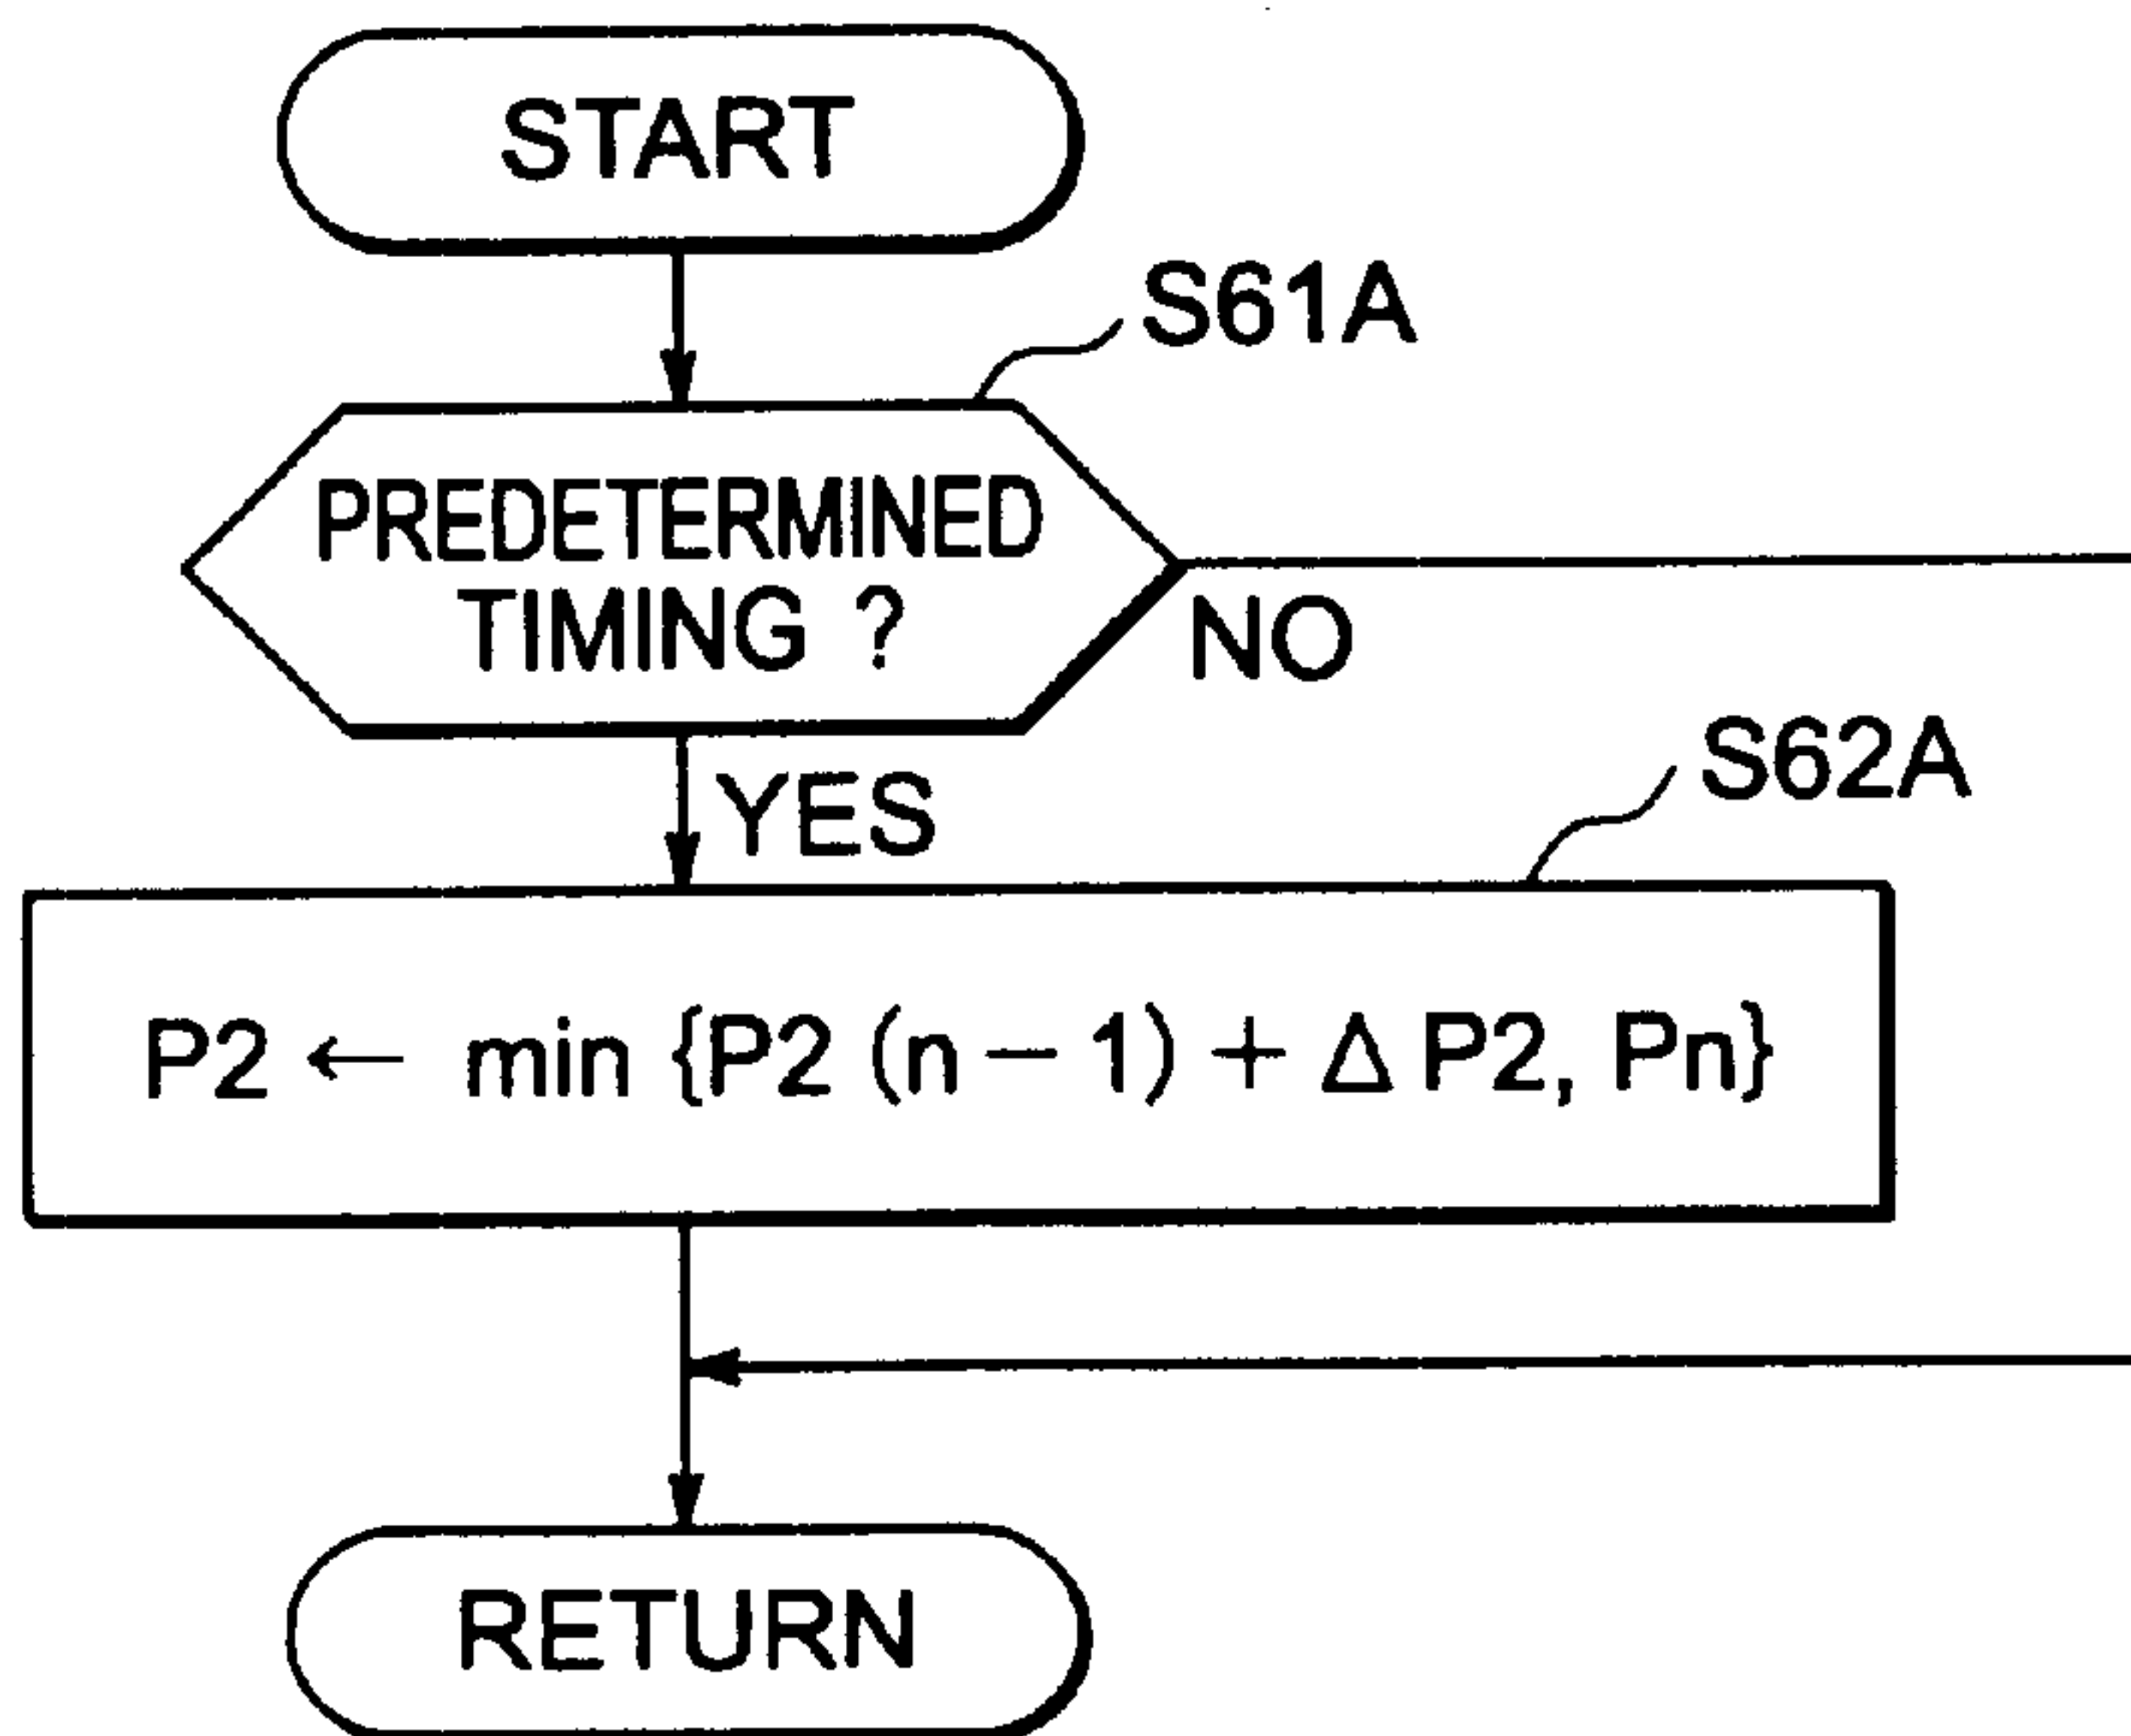 START
S61A
PREDETERMINED
TIMING ?
NO
YES
S62A
P2 ← min {P2 (n − 1) + Δ P2, Pn}
RETURN